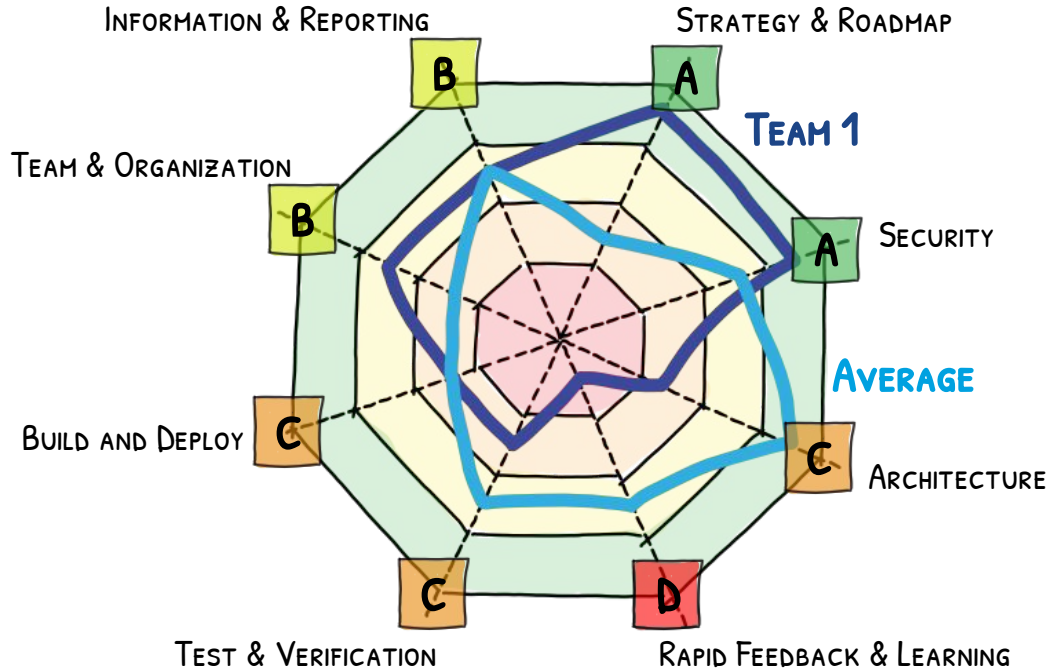 INFORMATION & REPORTING
STRATEGY & ROADMAP
B
A
TEAM 1
TEAM & ORGANIZATION
B
A
SECURITY
AVERAGE
BUILD AND DEPLOY
C
C
ARCHITECTURE
C
D
TEST & VERIFICATION
RAPID FEEDBACK & LEARNING